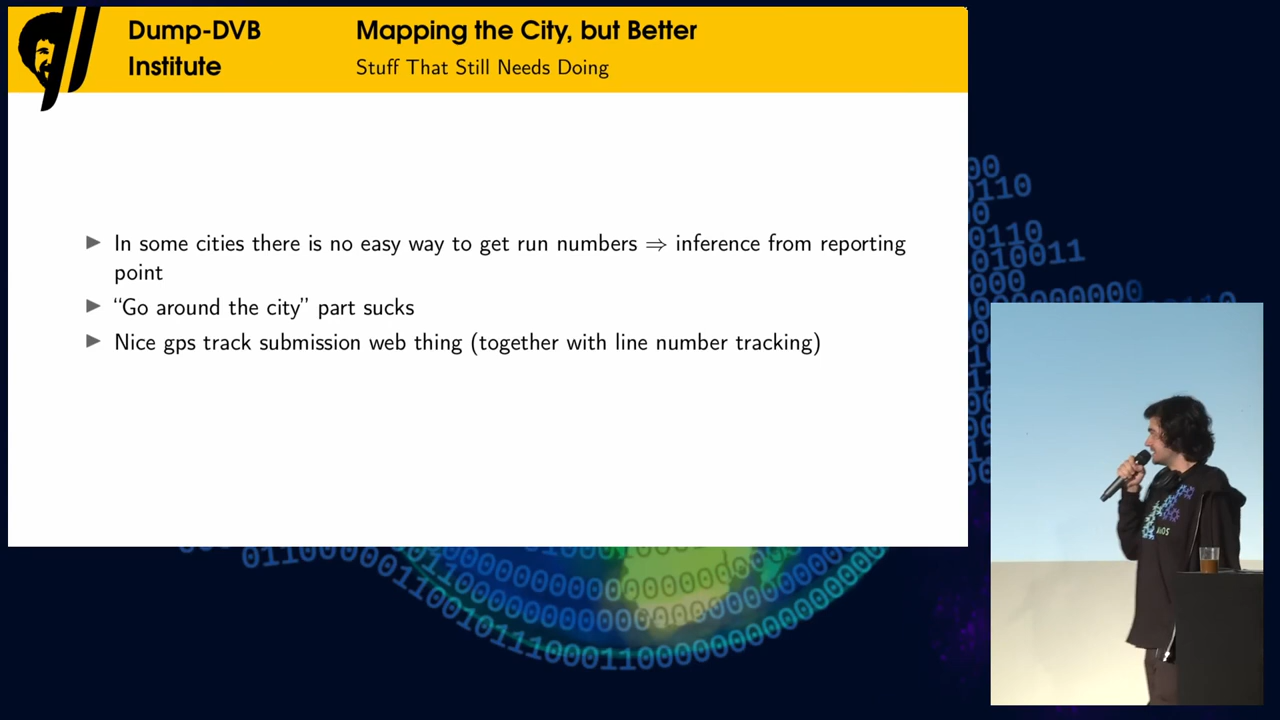 Dump-DVB
Institute
Mapping the City, but Better
Stuff That Still Needs Doing
▶ In some cities there is no easy way to get run numbers ⇒ inference from reporting
point
▶ “Go around the city” part sucks
▶ Nice gps track submission web thing (together with line number tracking)